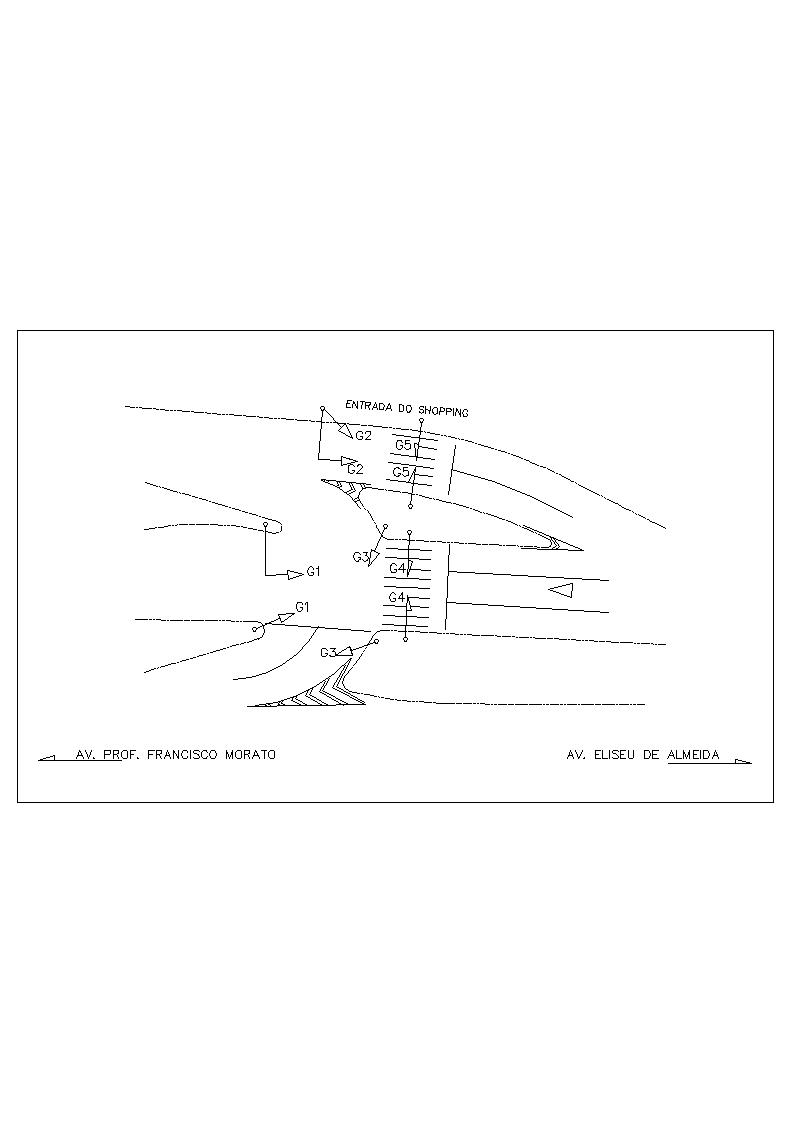 ENTRADA DO SHOPPING
G2
G5
G2
G5
G3
G4
G1
G4
G1
G3
AV. PROF. FRANCISCO MORATO
AV. ELISEU DE ALMEIDA